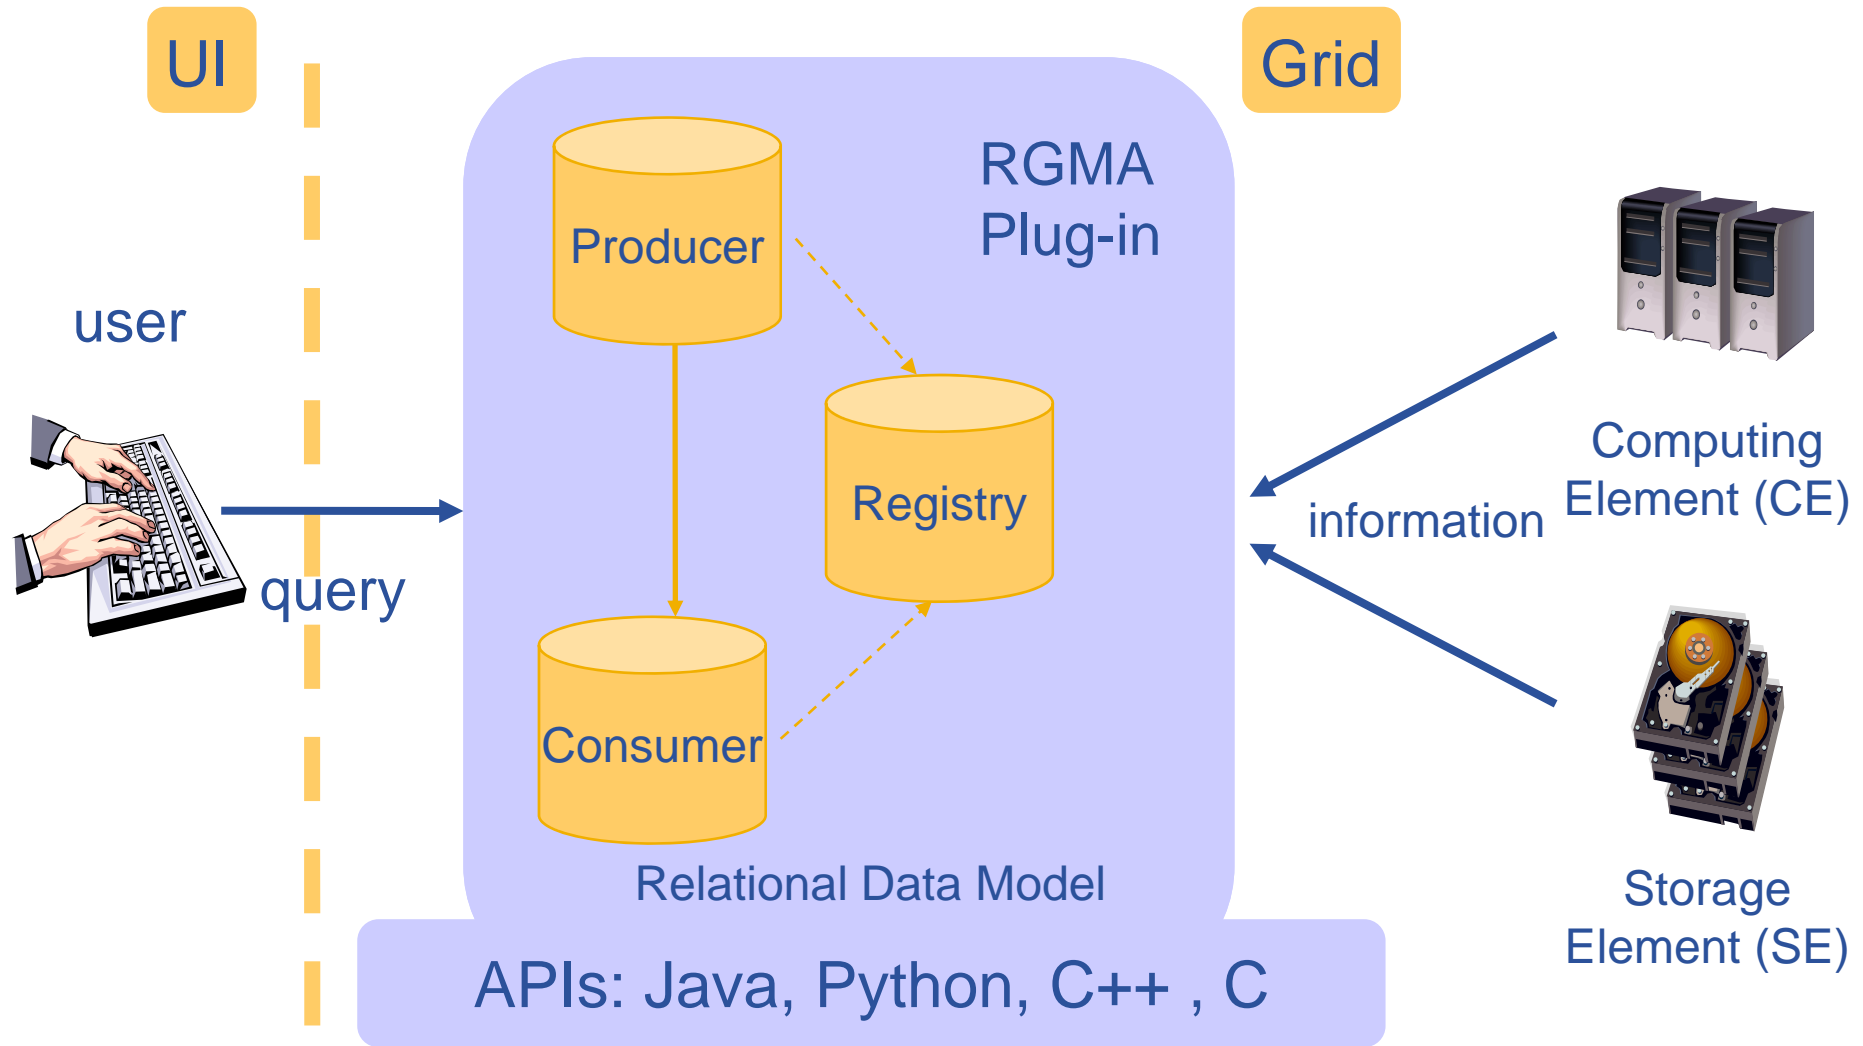 UI
Grid
RGMA
Plug-in
Producer
user
Registry
Computing
Element (CE)
information
query
Consumer
Relational Data Model
Storage
Element (SE)
APIs: Java, Python, C++ , C